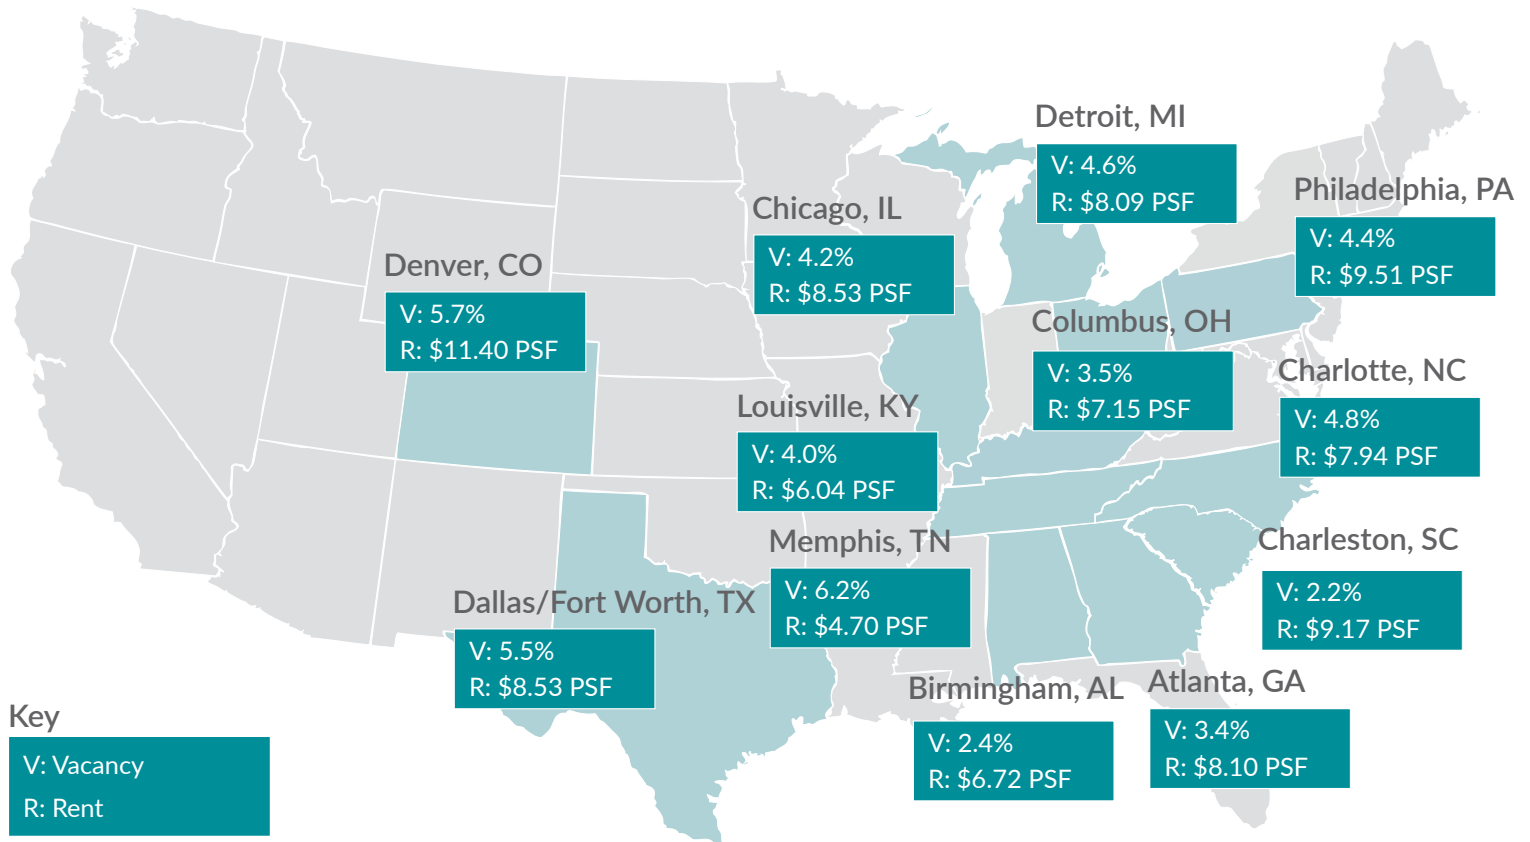 Detroit, MI
V: 4.6%
R: $8.09 PSF
Philadelphia, PA
V: 4.4%
R: $9.51 PSF
Chicago, IL
V: 4.2%
R: $8.53 PSF
Denver, CO
V: 5.7%
R: $11.40 PSF
Columbus, OH
V: 3.5%
R: $7.15 PSF
Charlotte, NC
V: 4.8%
R: $7.94 PSF
Louisville, KY
V: 4.0%
R: $6.04 PSF
Memphis, TN
V: 6.2%
R: $4.70 PSF
Charleston, SC
V: 2.2%
R: $9.17 PSF
Dallas/Fort Worth, TX
V: 5.5%
R: $8.53 PSF
Birmingham, AL
V: 2.4%
R: $6.72 PSF
Atlanta, GA
V: 3.4%
R: $8.10 PSF
Key
V: Vacancy
R: Rent